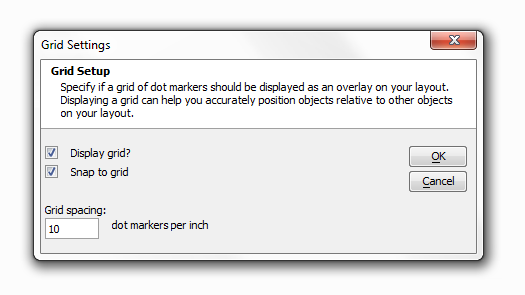 Grid Settings
Grid Setup
Specify if a grid of dot markers should be displayed as an overlay on your layout.
Displaying a grid can help you accurately position objects relative to other objects
on your layout.
Display grid?
OK
Snap to grid
Cancel
Grid spacing:
10 dot markers per inch